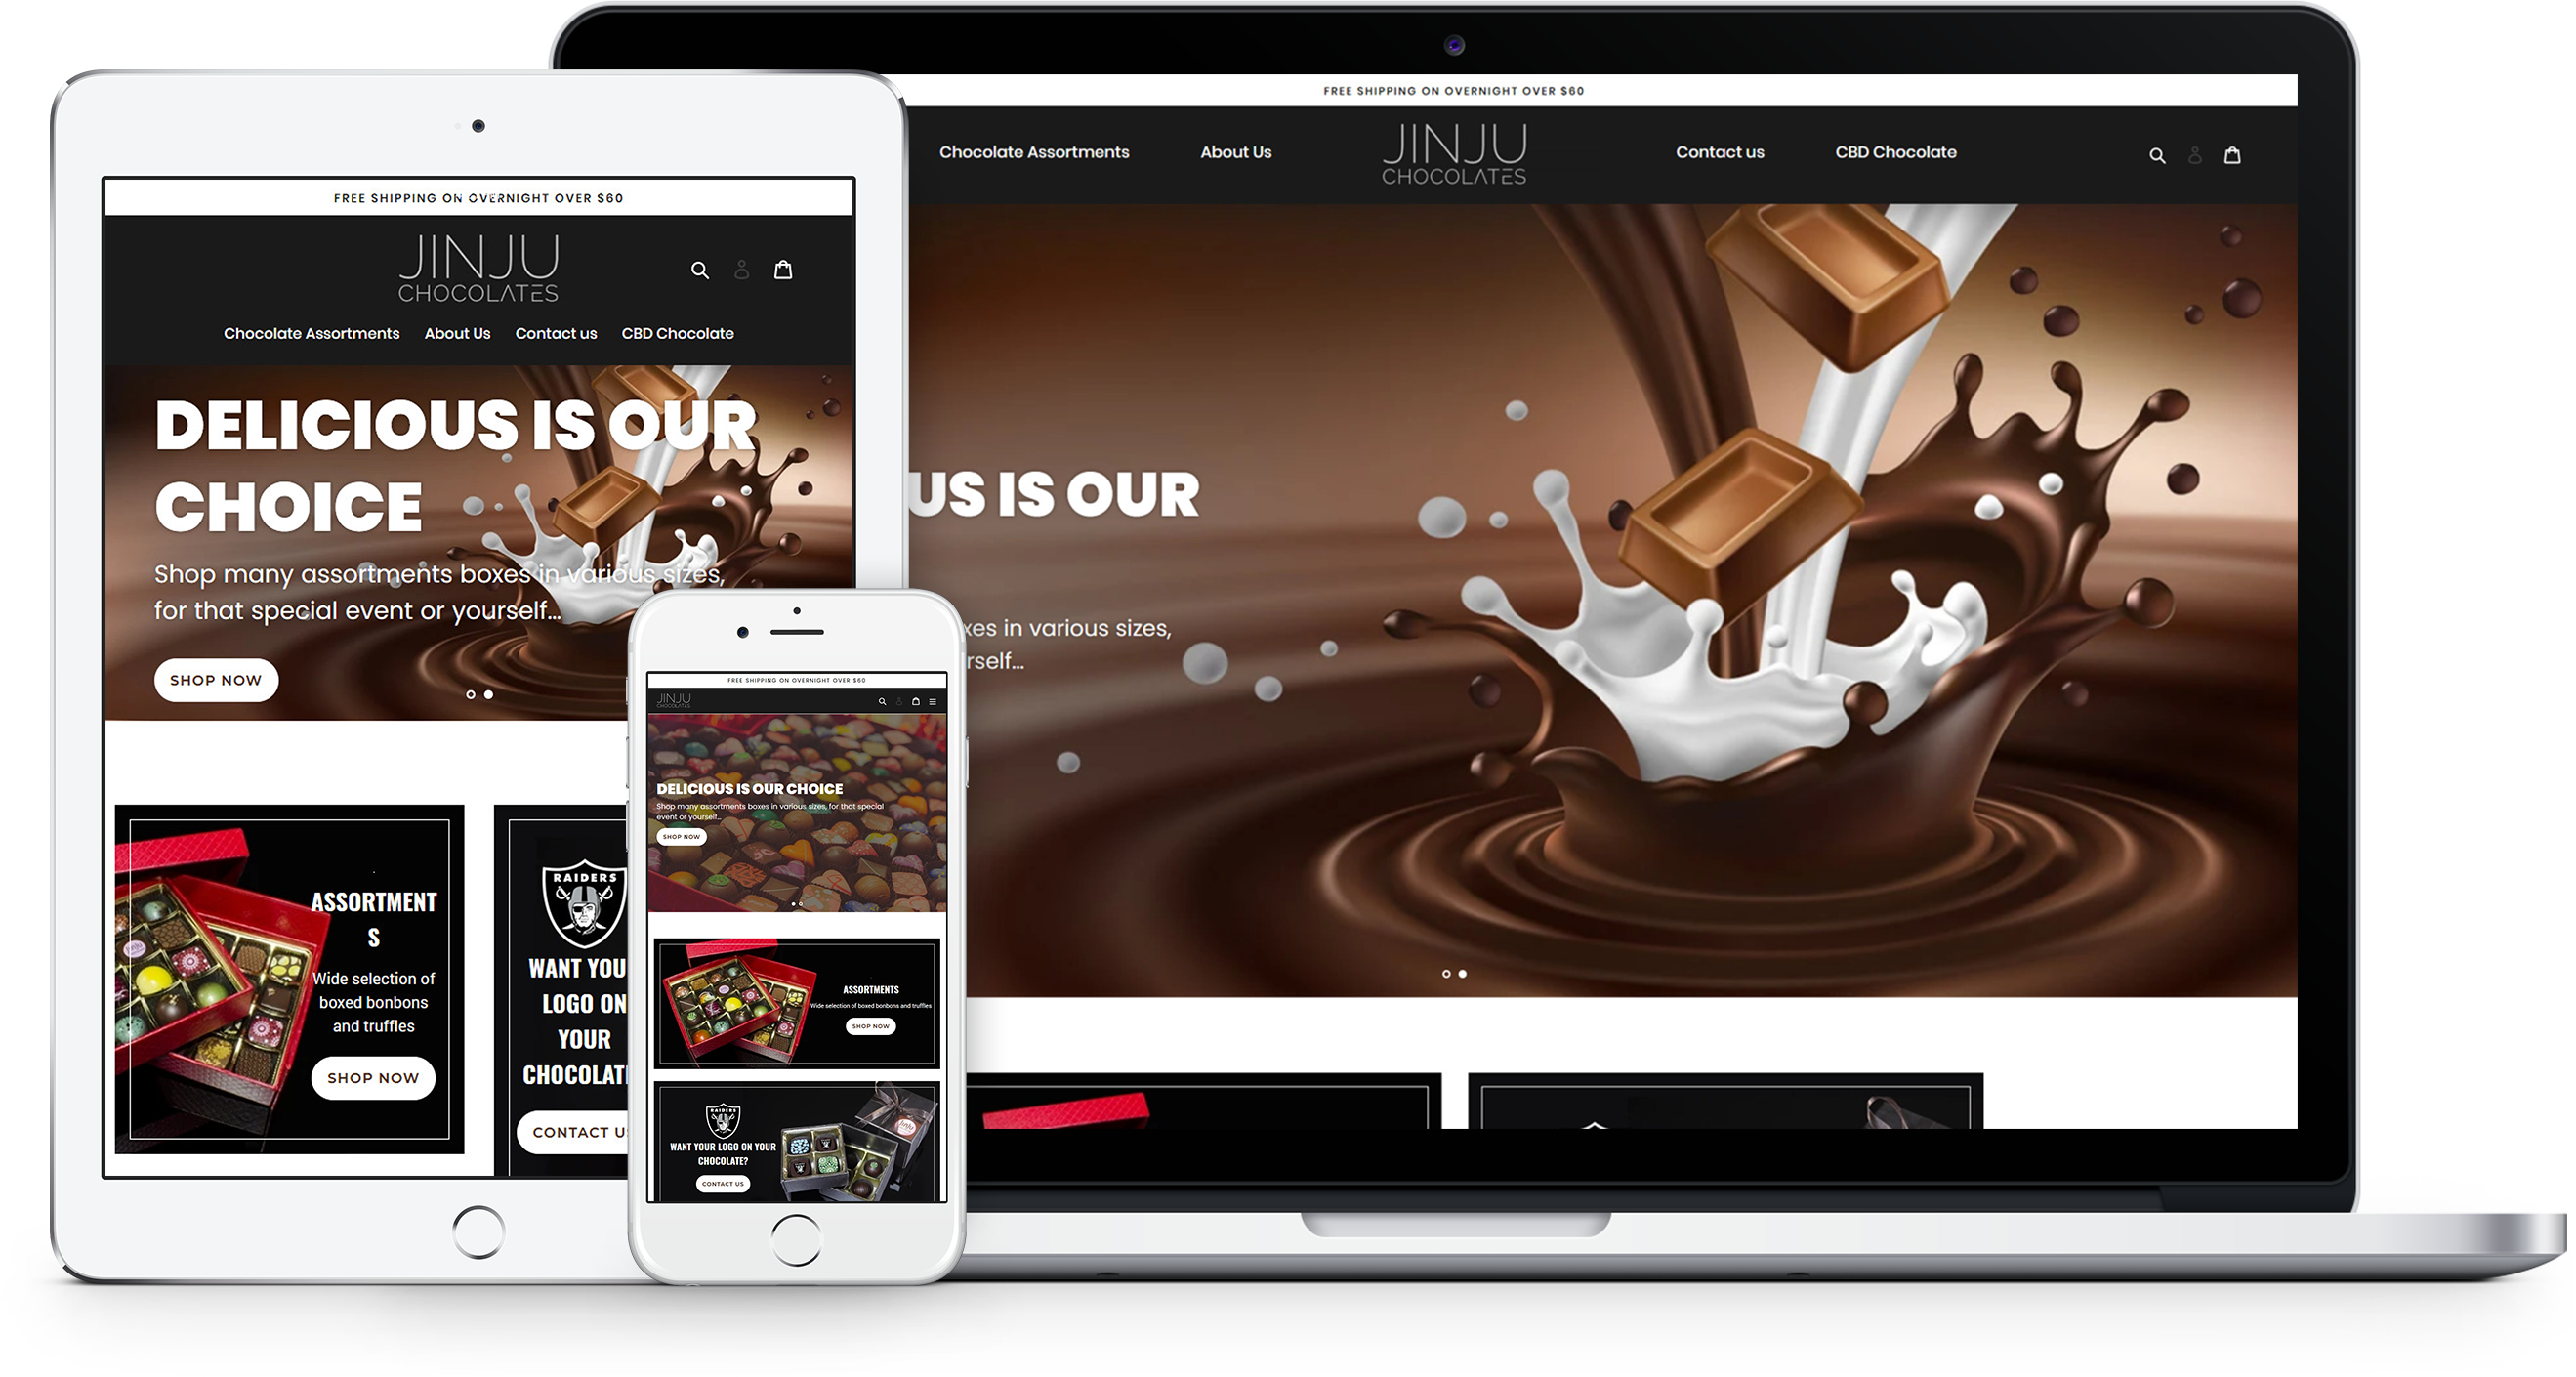 FREE SHIPPING ON OVERNIGHT OVER $60
JINJU
CHOCOLATES
Chocolate Assortments About Us Contact us CBD Chocolate
DELICIOUS IS OUR
CHOICE
Shop many assortments boxes in various sizes,
for that special event or yourself...
SHOP NOW
ASSORTMENT
S
Wide selection of
boxed bonbons
and truffles
SHOP NOW
RAIDERS
WANT YOU
LOGO ON
YOUR
CHOCOLAT
CONTACT U
FREE SHIPPING ON OVERNIGHT OVER $60
JINJU
CHOCOLATES
DELICIOUS IS OUR CHOICE
Shop many assortments boxes in various sizes, for that special
event or yourself...
SHOP NOW
ASSORTMENTS
Wide selection of boxed bonbons and truffles
SHOP NOW
RAIDERS
WANT YOUR LOGO ON YOUR
CHOCOLATE?
CONTACT US
Jinju
FREE SHIPPING ON OVERNIGHT OVER $60
Chocolate Assortments About Us JINJU Contact us CBD Chocolate
CHOCOLATES
US IS OUR
xes in various sizes,
rself...